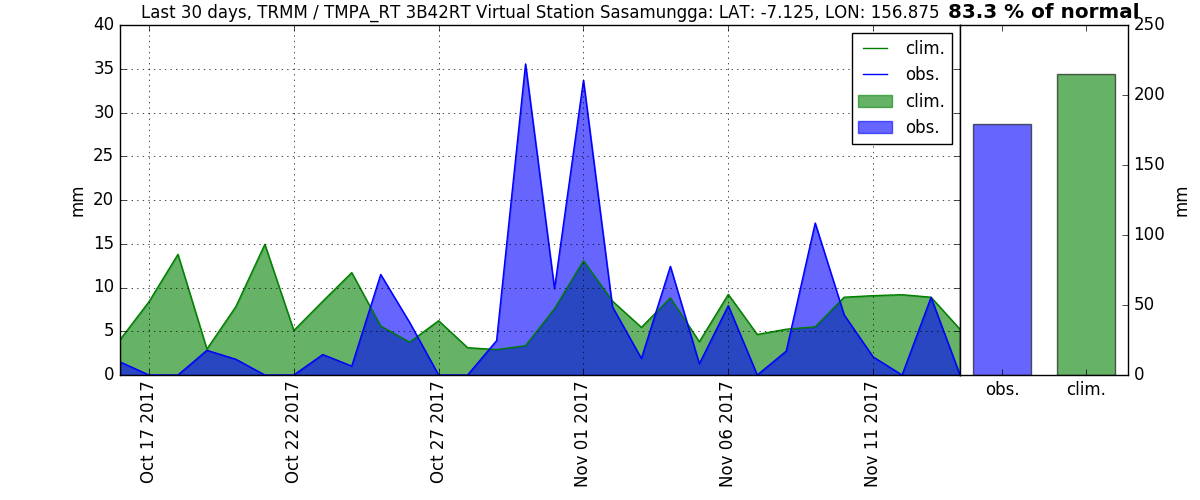 Last 30 days, TRMM / TMPA_RT 3B42RT Virtual Station Sasamungga: LAT: -7.125, LON: 156.875
83.3 % of normal
40
35
30
25
20
15
10
5
0
mm
clim.
obs.
clim.
obs.
250
200
150
100
50
0
mm
obs.
clim.
Oct 17 2017
Oct 22 2017
Oct 27 2017
Nov 01 2017
Nov 06 2017
Nov 11 2017